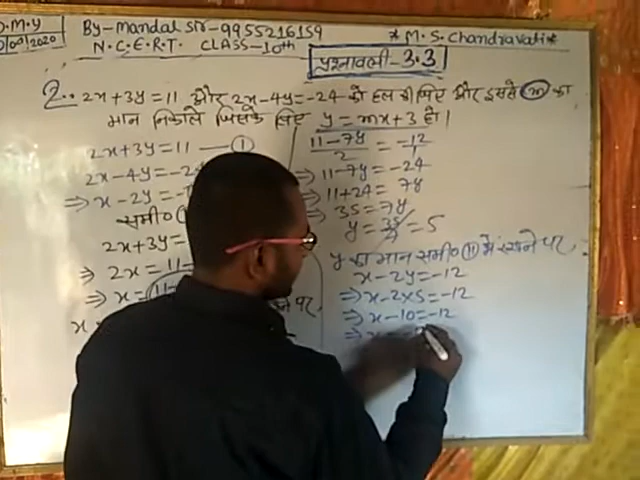 D.M.Y
By- Mandal Sir- 9955216159
N.C.E.R.T. CLASS-10th
* M.S. Chandravati *
प्रश्नावली-3.3
2.. 2x+3y=11 और 2x-4y=-24 को हल कीजिए और इससे (m) का
मान निकालें जिसके लिए y=mx+3 हो।
2x+3y=11 — (1)
2x-4y=-24
⇒ x-2y=-
समी०
2x+3y=
⇒ 2x=11-
⇒ x=
x
11-7y/2 = -12/1
⇒ 11-7y=-24
⇒ 11+24=7y
⇒ 35=7y
y=35/7=5
y का मान समी० (11) में रखने पर,
x-2y=-12
⇒ x-2×5=-12
⇒ x-10=-12
⇒ x=